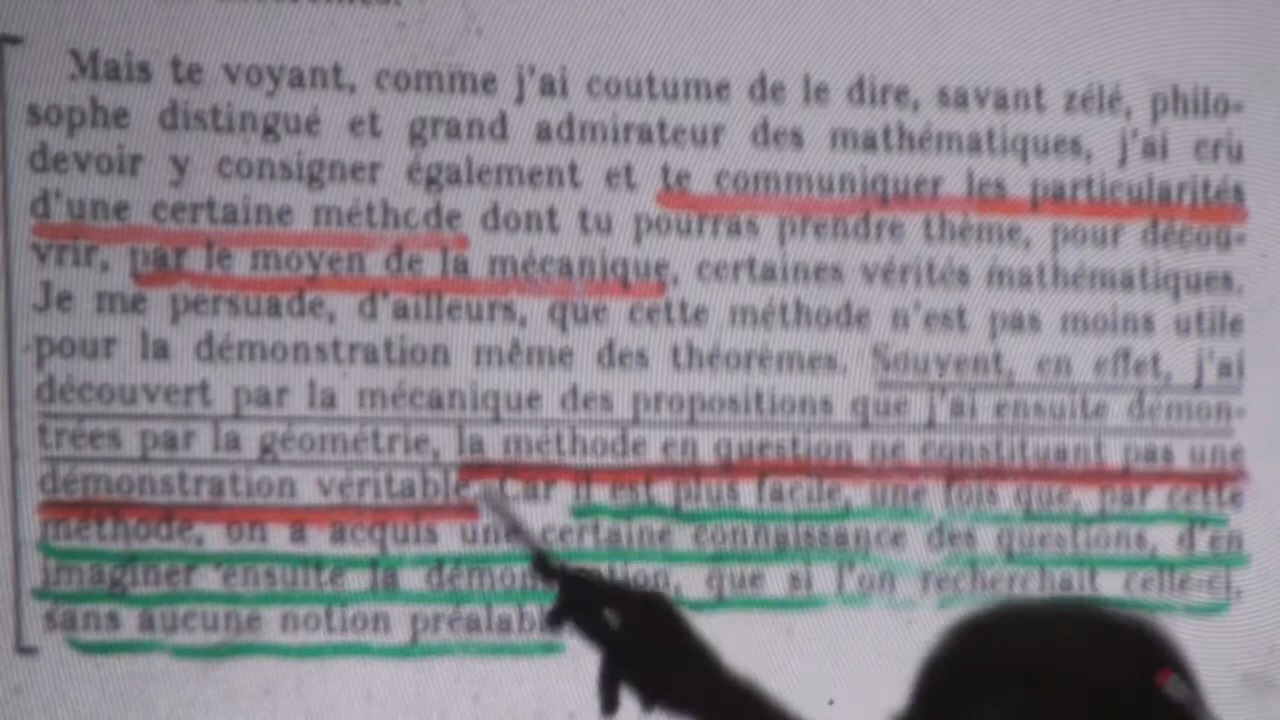 Mais te voyant, comme j'ai coutume de le dire, savant zélé, philo-
sophe distingué et grand admirateur des mathématiques, j'ai cru
devoir y consigner également et te communiquer les particularités
d'une certaine méthode dont tu pourras prendre thème, pour décou-
vrir, par le moyen de la mécanique, certaines vérités mathématiques.
Je me persuade, d'ailleurs, que cette méthode n'est pas moins utile
pour la démonstration même des théorèmes. Souvent, en effet, j'ai
découvert par la mécanique des propositions que j'ai ensuite démon-
trées par la géométrie, la méthode en question ne constituant pas une
démonstration véritable. Car il est plus facile, une fois que, par cette
méthode, on a acquis une certaine connaissance des questions, d'en
imaginer ensuite la démonstration, que si l'on recherchait celle-ci,
sans aucune notion préalable